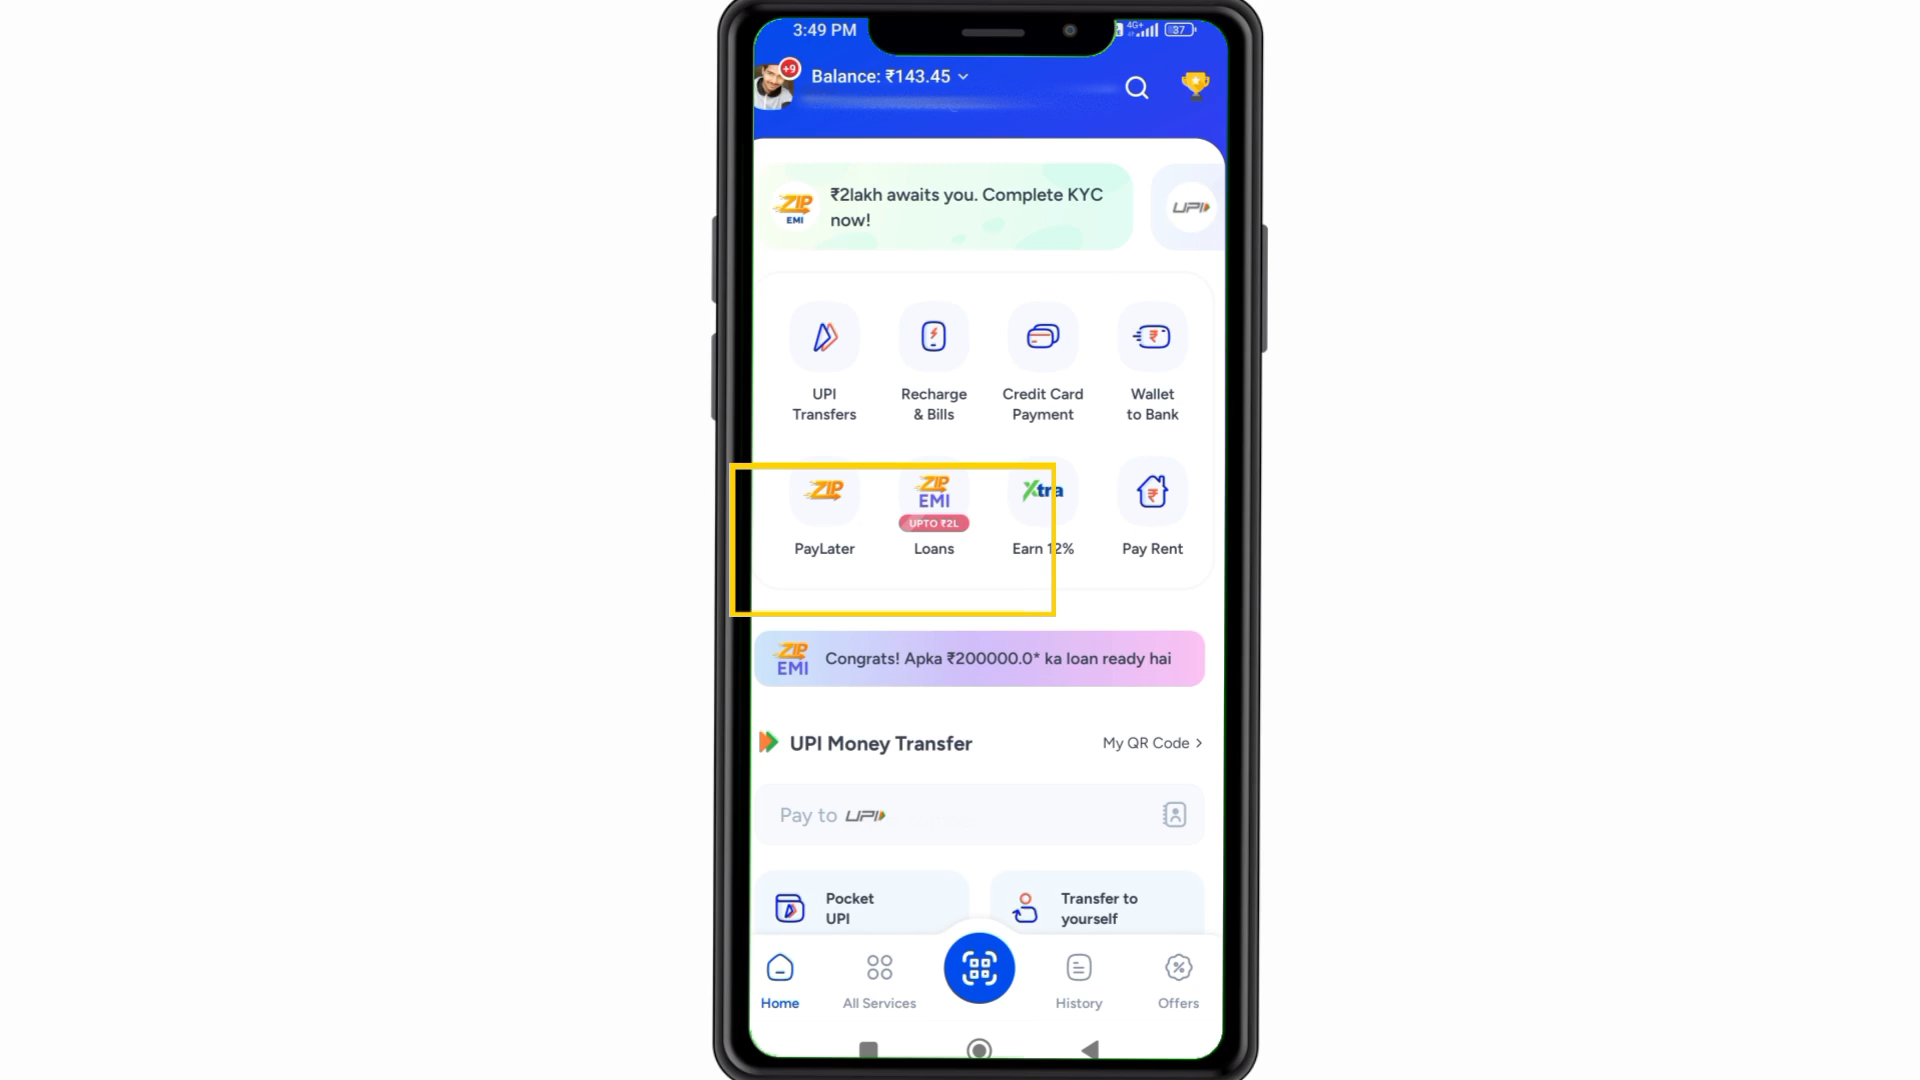 3:49 PM
4G+
37
+9
Balance: ₹143.45
ZIP
EMI
₹2lakh awaits you. Complete KYC
now!
UPI
UPI
Transfers
Recharge
& Bills
Credit Card
Payment
Wallet
to Bank
ZIP
PayLater
ZIP
EMI
UPTO ₹2L
Loans
Xtra
Earn 12%
Pay Rent
ZIP
EMI
Congrats! Apka ₹200000.0* ka loan ready hai
UPI Money Transfer
My QR Code >
Pay to UPI
Pocket
UPI
Transfer to
yourself
Home
All Services
History
Offers